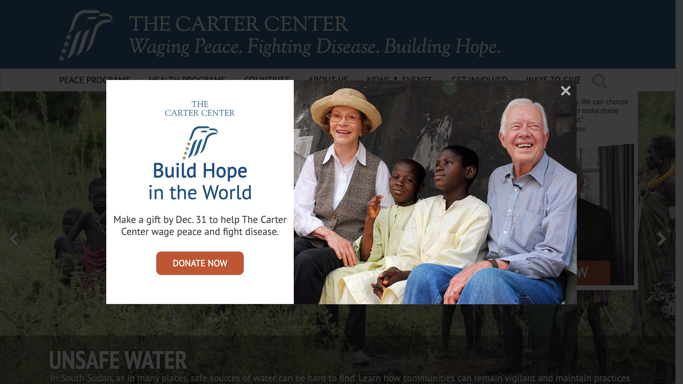 THE CARTER CENTER
Waging Peace. Fighting Disease. Building Hope.
PEACE PROGRAMS HEALTH PROGRAMS COUNTRIES ABOUT US NEWS & EVENTS GET INVOLVED WAYS TO GIVE
We can choose
make these
THE
CARTER CENTER
Build Hope
in the World
Make a gift by Dec. 31 to help The Carter
Center wage peace and fight disease.
DONATE NOW
UNSAFE WATER
In South Sudan, as in many places, safe sources of water can be hard to find. Learn how communities can remain vigilant and maintain practices